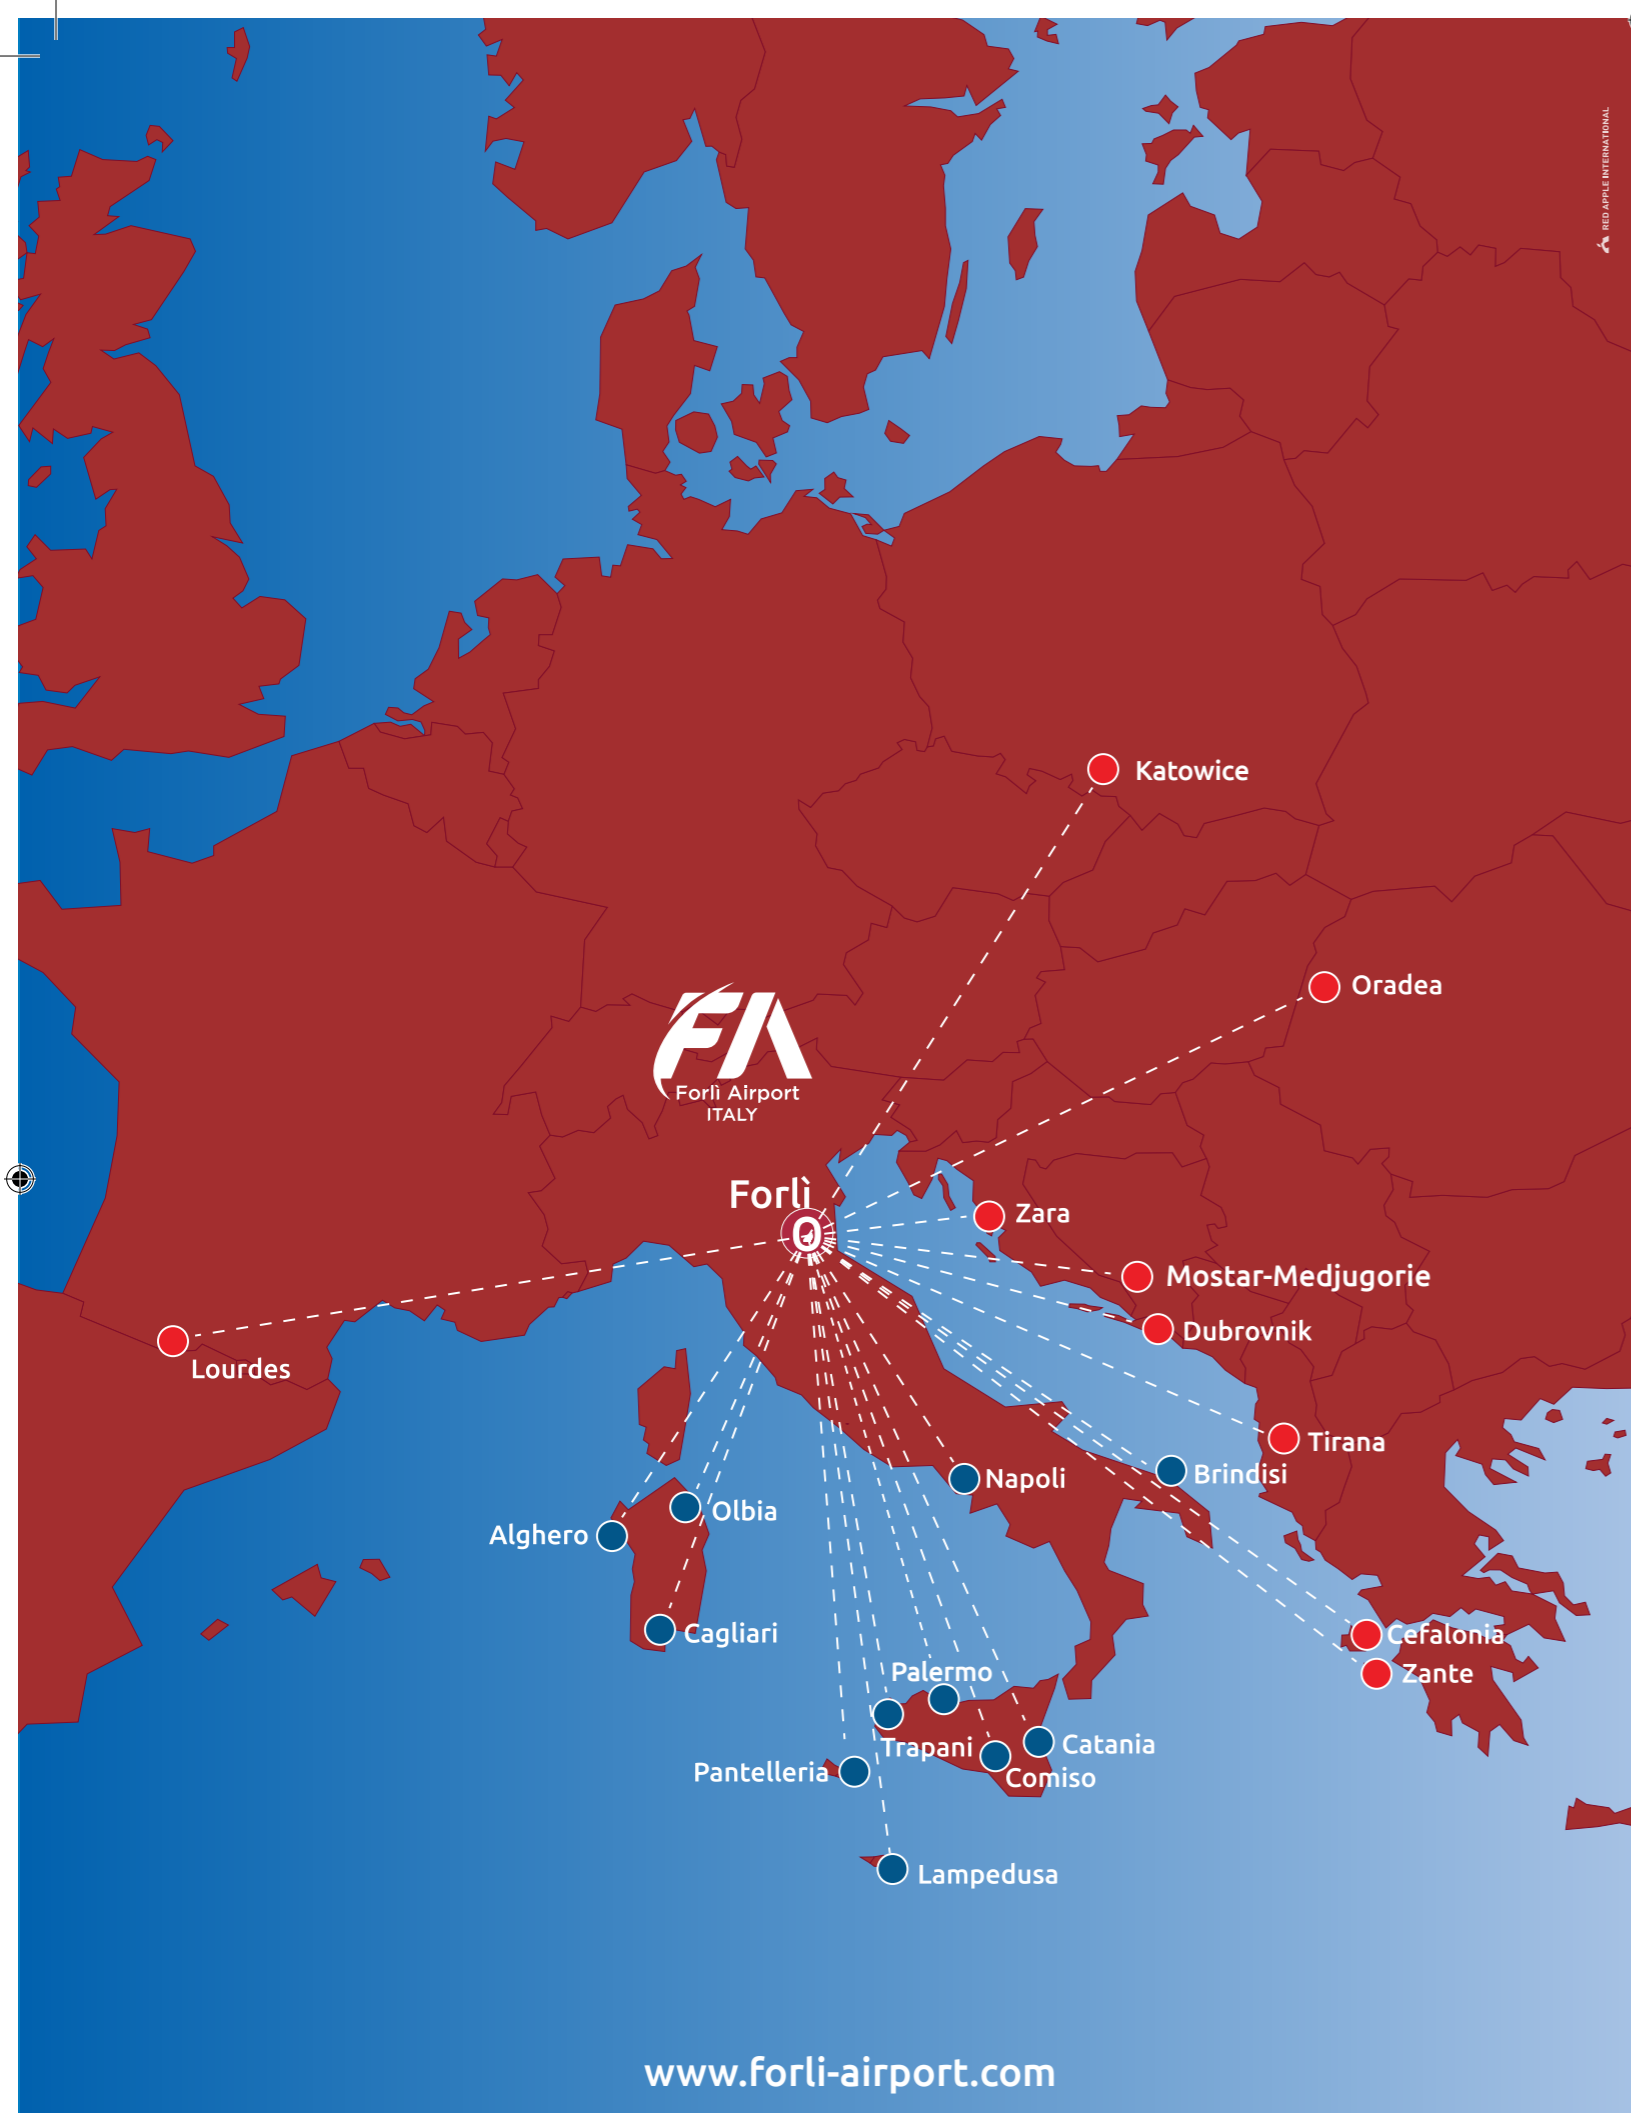 RED APPLE INTERNATIONAL
Katowice
Oradea
FA
Forlì Airport
ITALY
Forlì
Zara
Mostar-Medjugorie
Dubrovnik
Lourdes
Tirana
Brindisi
Napoli
Olbia
Alghero
Cagliari
Cefalonia
Zante
Palermo
Trapani
Catania
Pantelleria
Comiso
Lampedusa
www.forli-airport.com